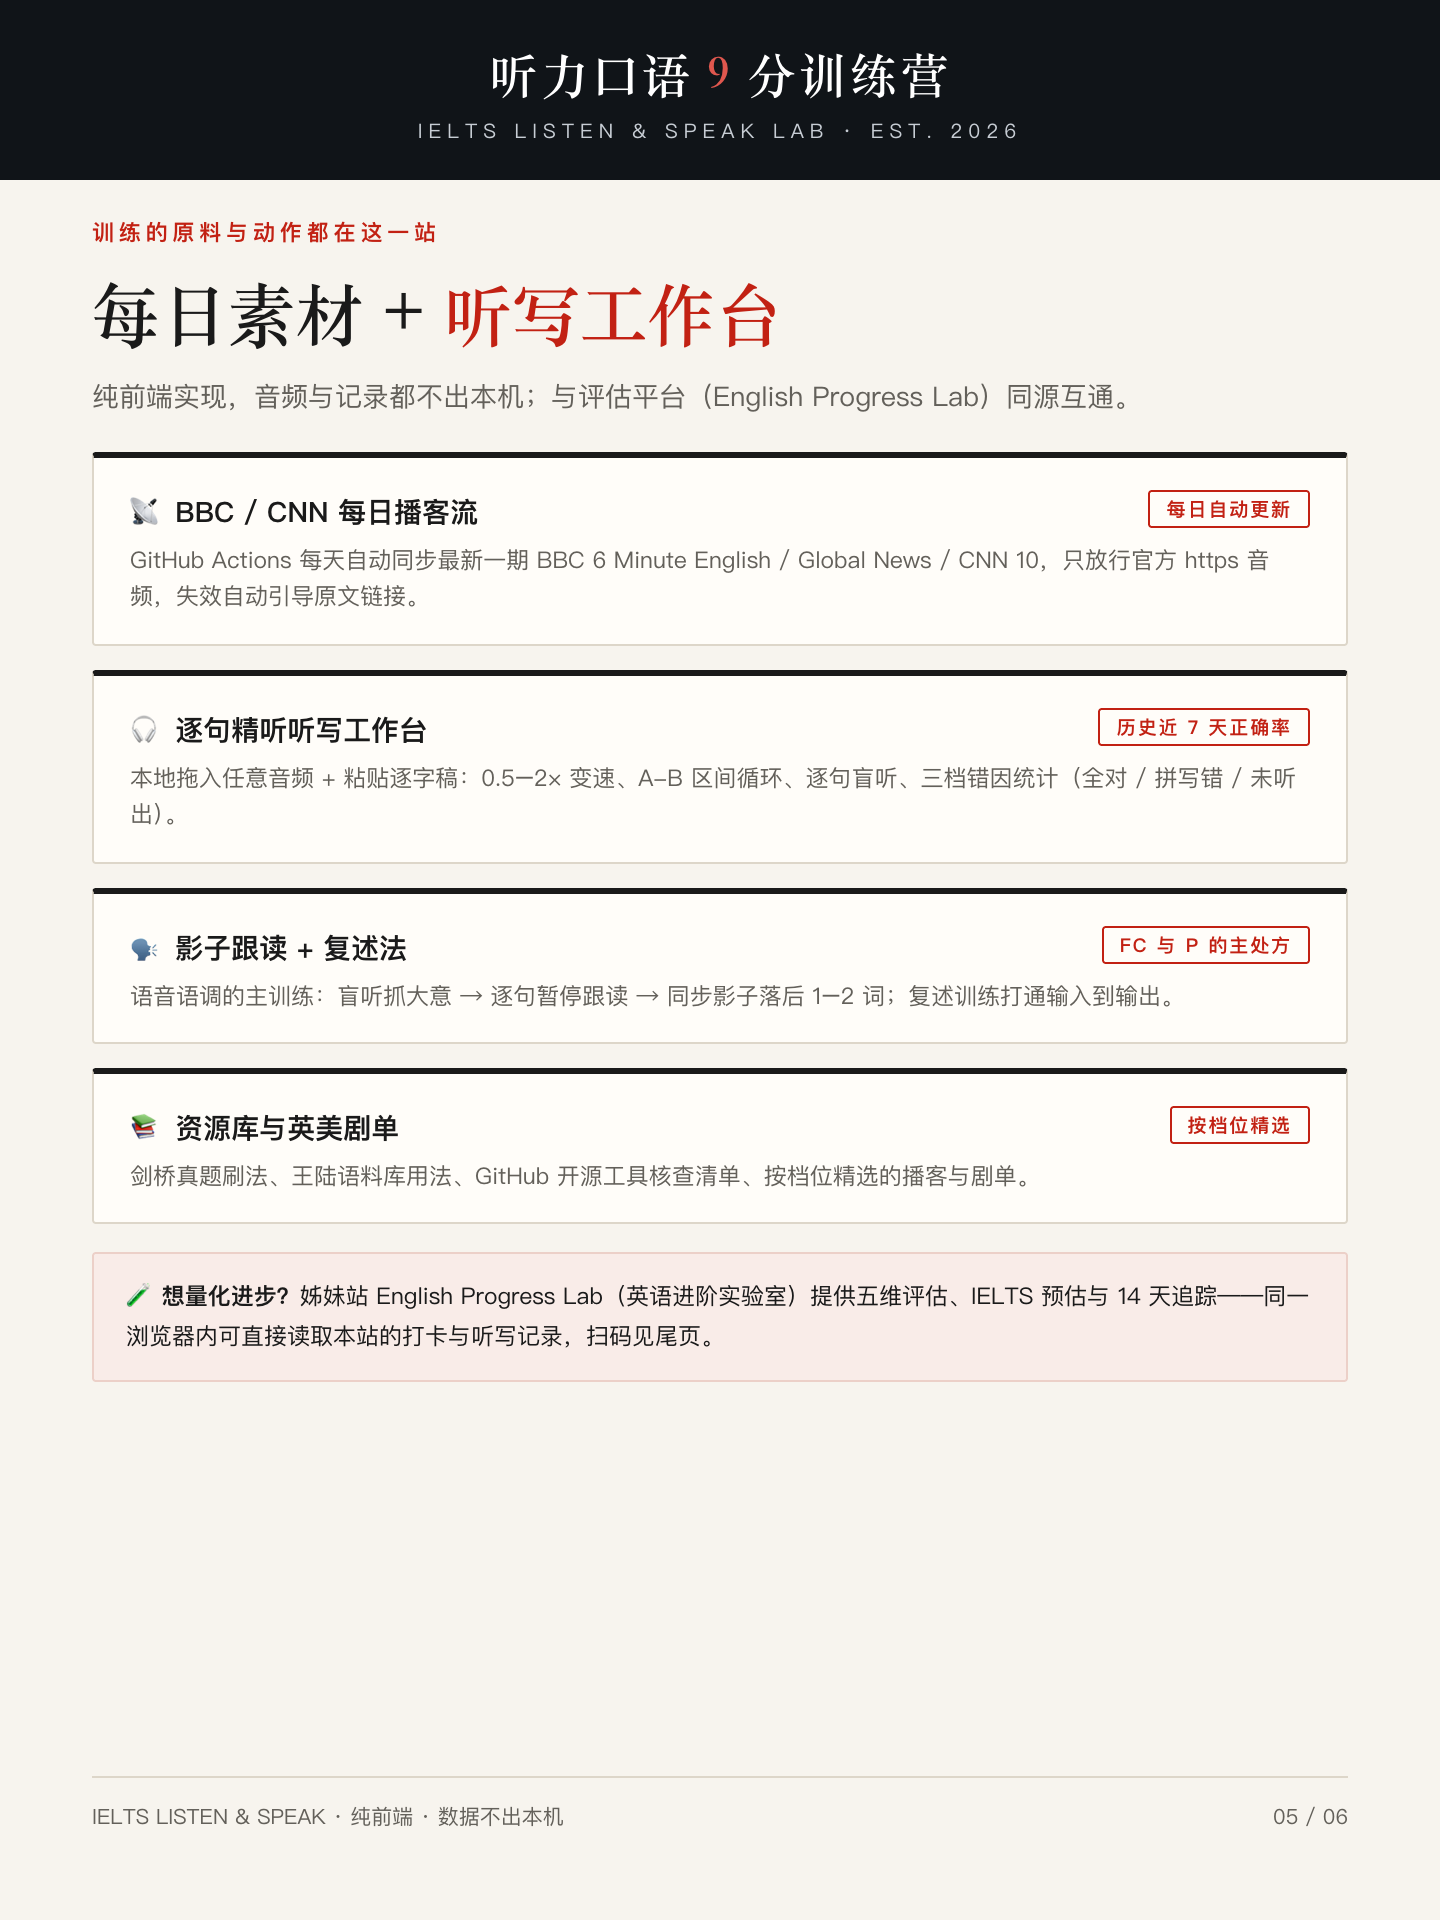 听力口语 9 分训练营
IELTS LISTEN & SPEAK LAB · EST. 2026
训练的原料与动作都在这一站
每日素材 + 听写工作台
纯前端实现，音频与记录都不出本机；与评估平台（English Progress Lab）同源互通。
BBC / CNN 每日播客流
每日自动更新
GitHub Actions 每天自动同步最新一期 BBC 6 Minute English / Global News / CNN 10，只放行官方 https 音
频，失效自动引导原文链接。
逐句精听听写工作台
历史近 7 天正确率
本地拖入任意音频 + 粘贴逐字稿：0.5–2× 变速、A–B 区间循环、逐句盲听、三档错因统计（全对 / 拼写错 / 未听
出）。
影子跟读 + 复述法
FC 与 P 的主处方
语音语调的主训练：盲听抓大意 → 逐句暂停跟读 → 同步影子落后 1–2 词；复述训练打通输入到输出。
资源库与英美剧单
按档位精选
剑桥真题刷法、王陆语料库用法、GitHub 开源工具核查清单、按档位精选的播客与剧单。
想量化进步？姊妹站 English Progress Lab（英语进阶实验室）提供五维评估、IELTS 预估与 14 天追踪——同一
浏览器内可直接读取本站的打卡与听写记录，扫码见尾页。
IELTS LISTEN & SPEAK · 纯前端 · 数据不出本机
05 / 06